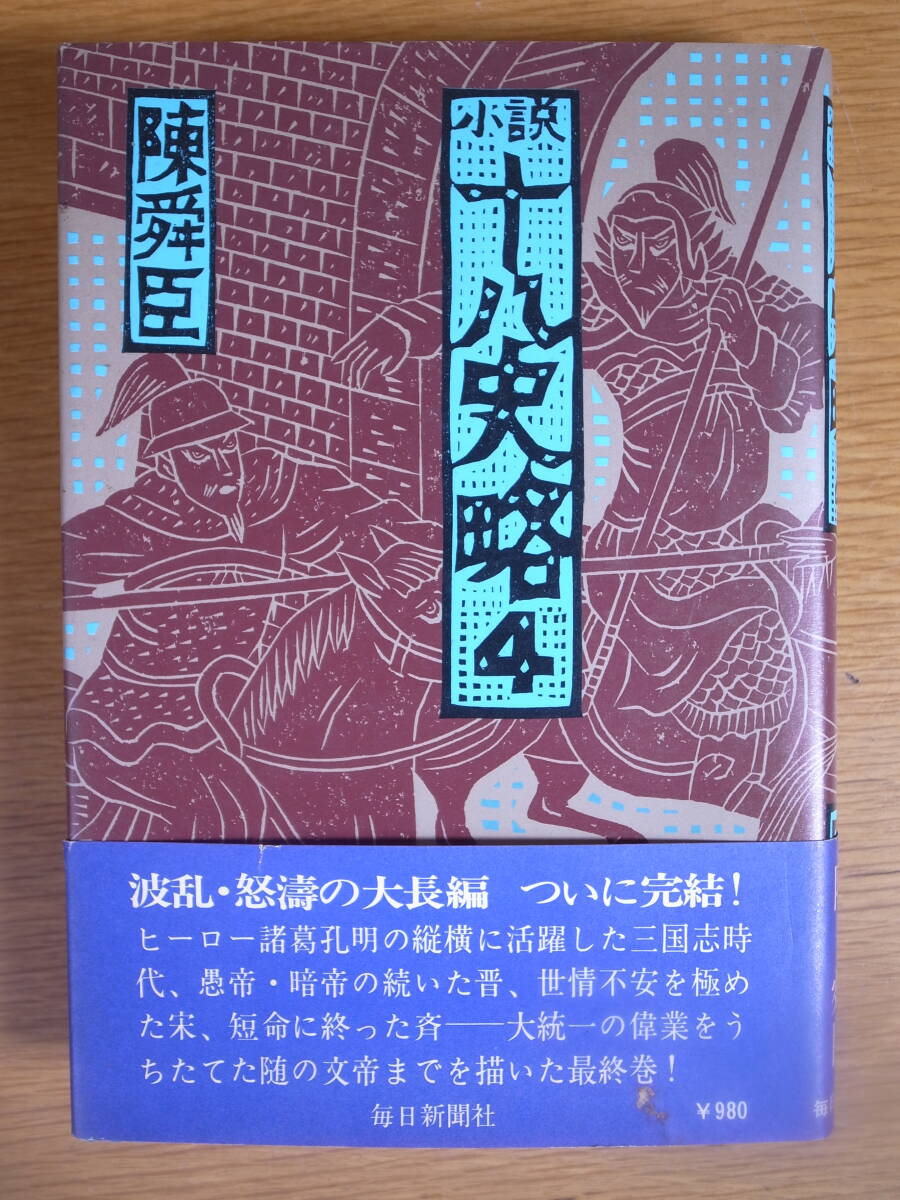 小説
十八史略4
陳舜臣
波乱・怒濤の大長編 ついに完結！
ヒーロー諸葛孔明の縦横に活躍した三国志時
代、愚帝・暗帝の続いた晋、世情不安を極め
た宋、短命に終った斉──大統一の偉業をう
ちたてた随の文帝までを描いた最終巻！
毎日新聞社
￥980